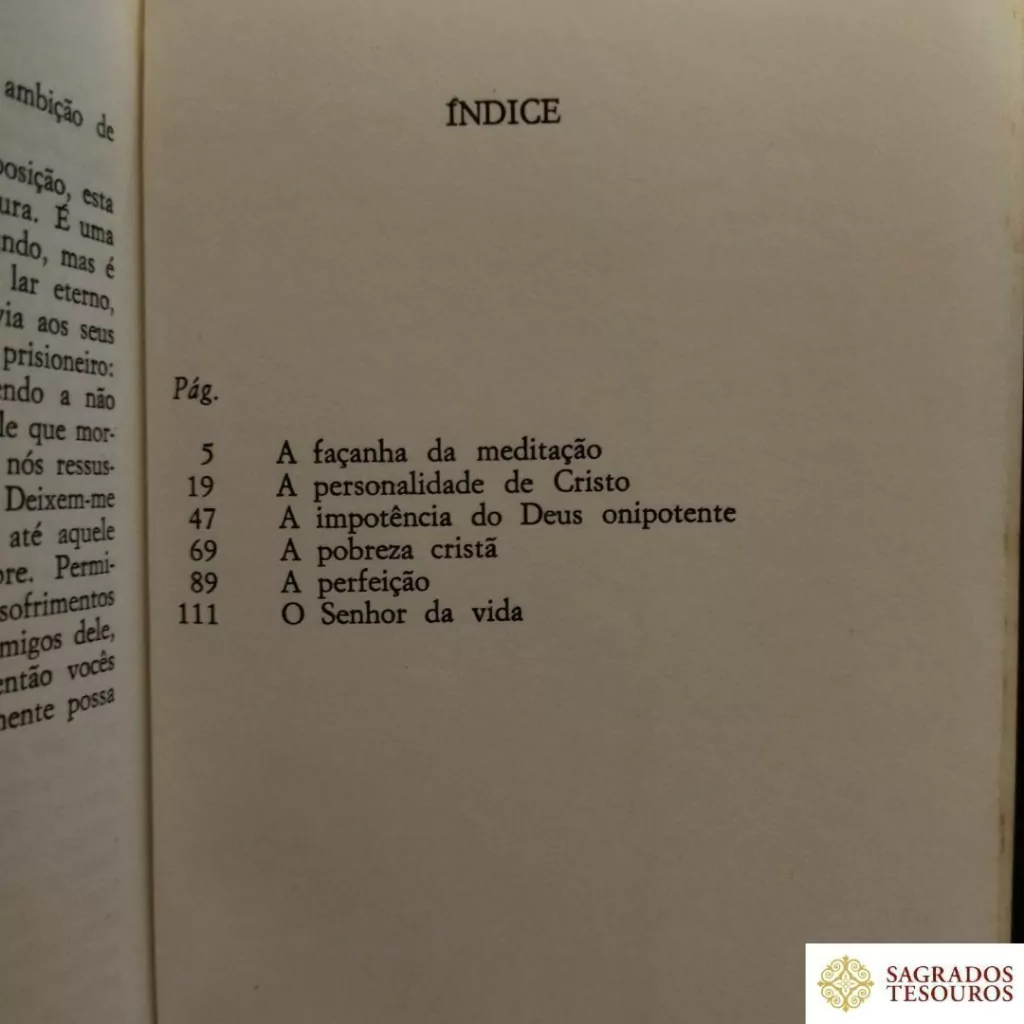 ambição de
posição, esta
ura. É uma
ndo, mas é
lar eterno,
via aos seus
prisioneiro:
endo a não
le que mor-
nós ressus-
Deixem-me
até aquele
ore. Permi-
sofrimentos
migos dele,
então vocês
mente possa
ÍNDICE
Pág.
5 A façanha da meditação
19 A personalidade de Cristo
47 A impotência do Deus onipotente
69 A pobreza cristã
89 A perfeição
111 O Senhor da vida
SAGRADOS
TESOUROS